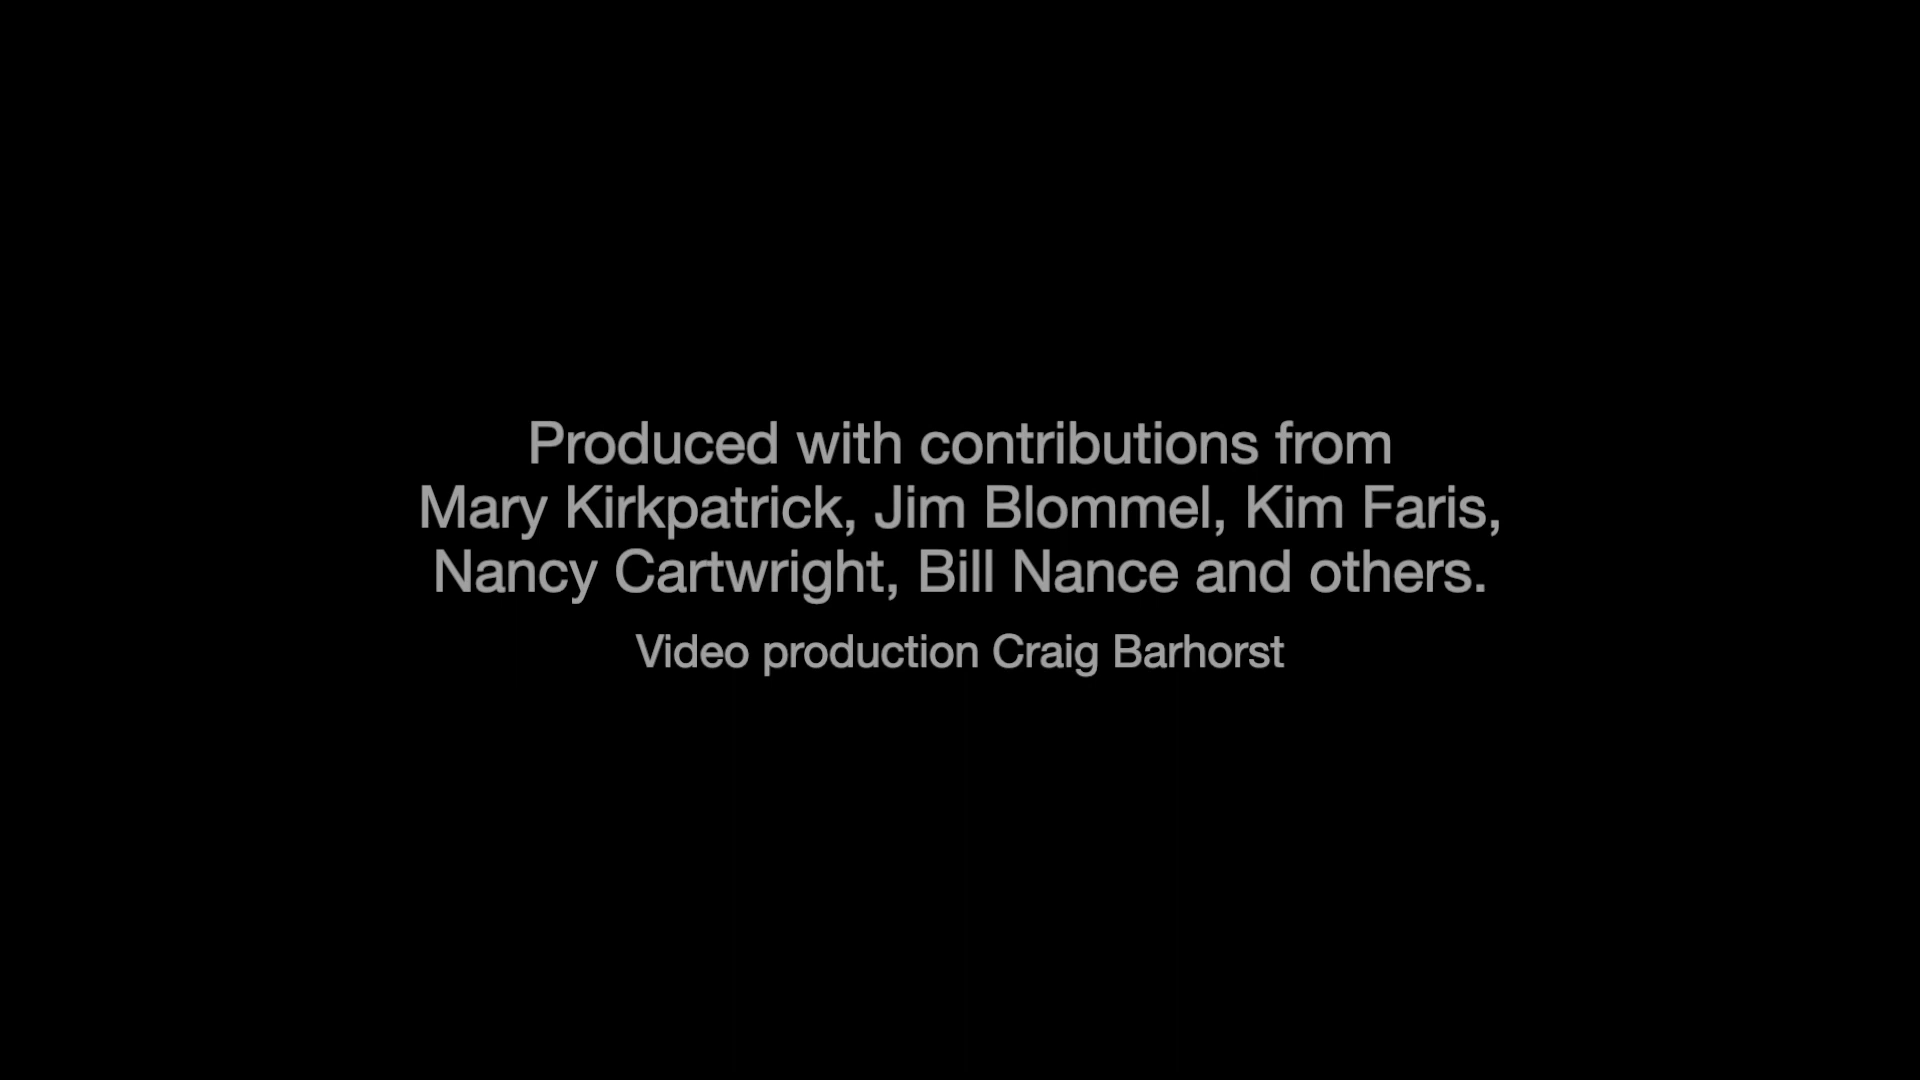 Produced with contributions from
Mary Kirkpatrick, Jim Blommel, Kim Faris,
Nancy Cartwright, Bill Nance and others.
Video production Craig Barhorst